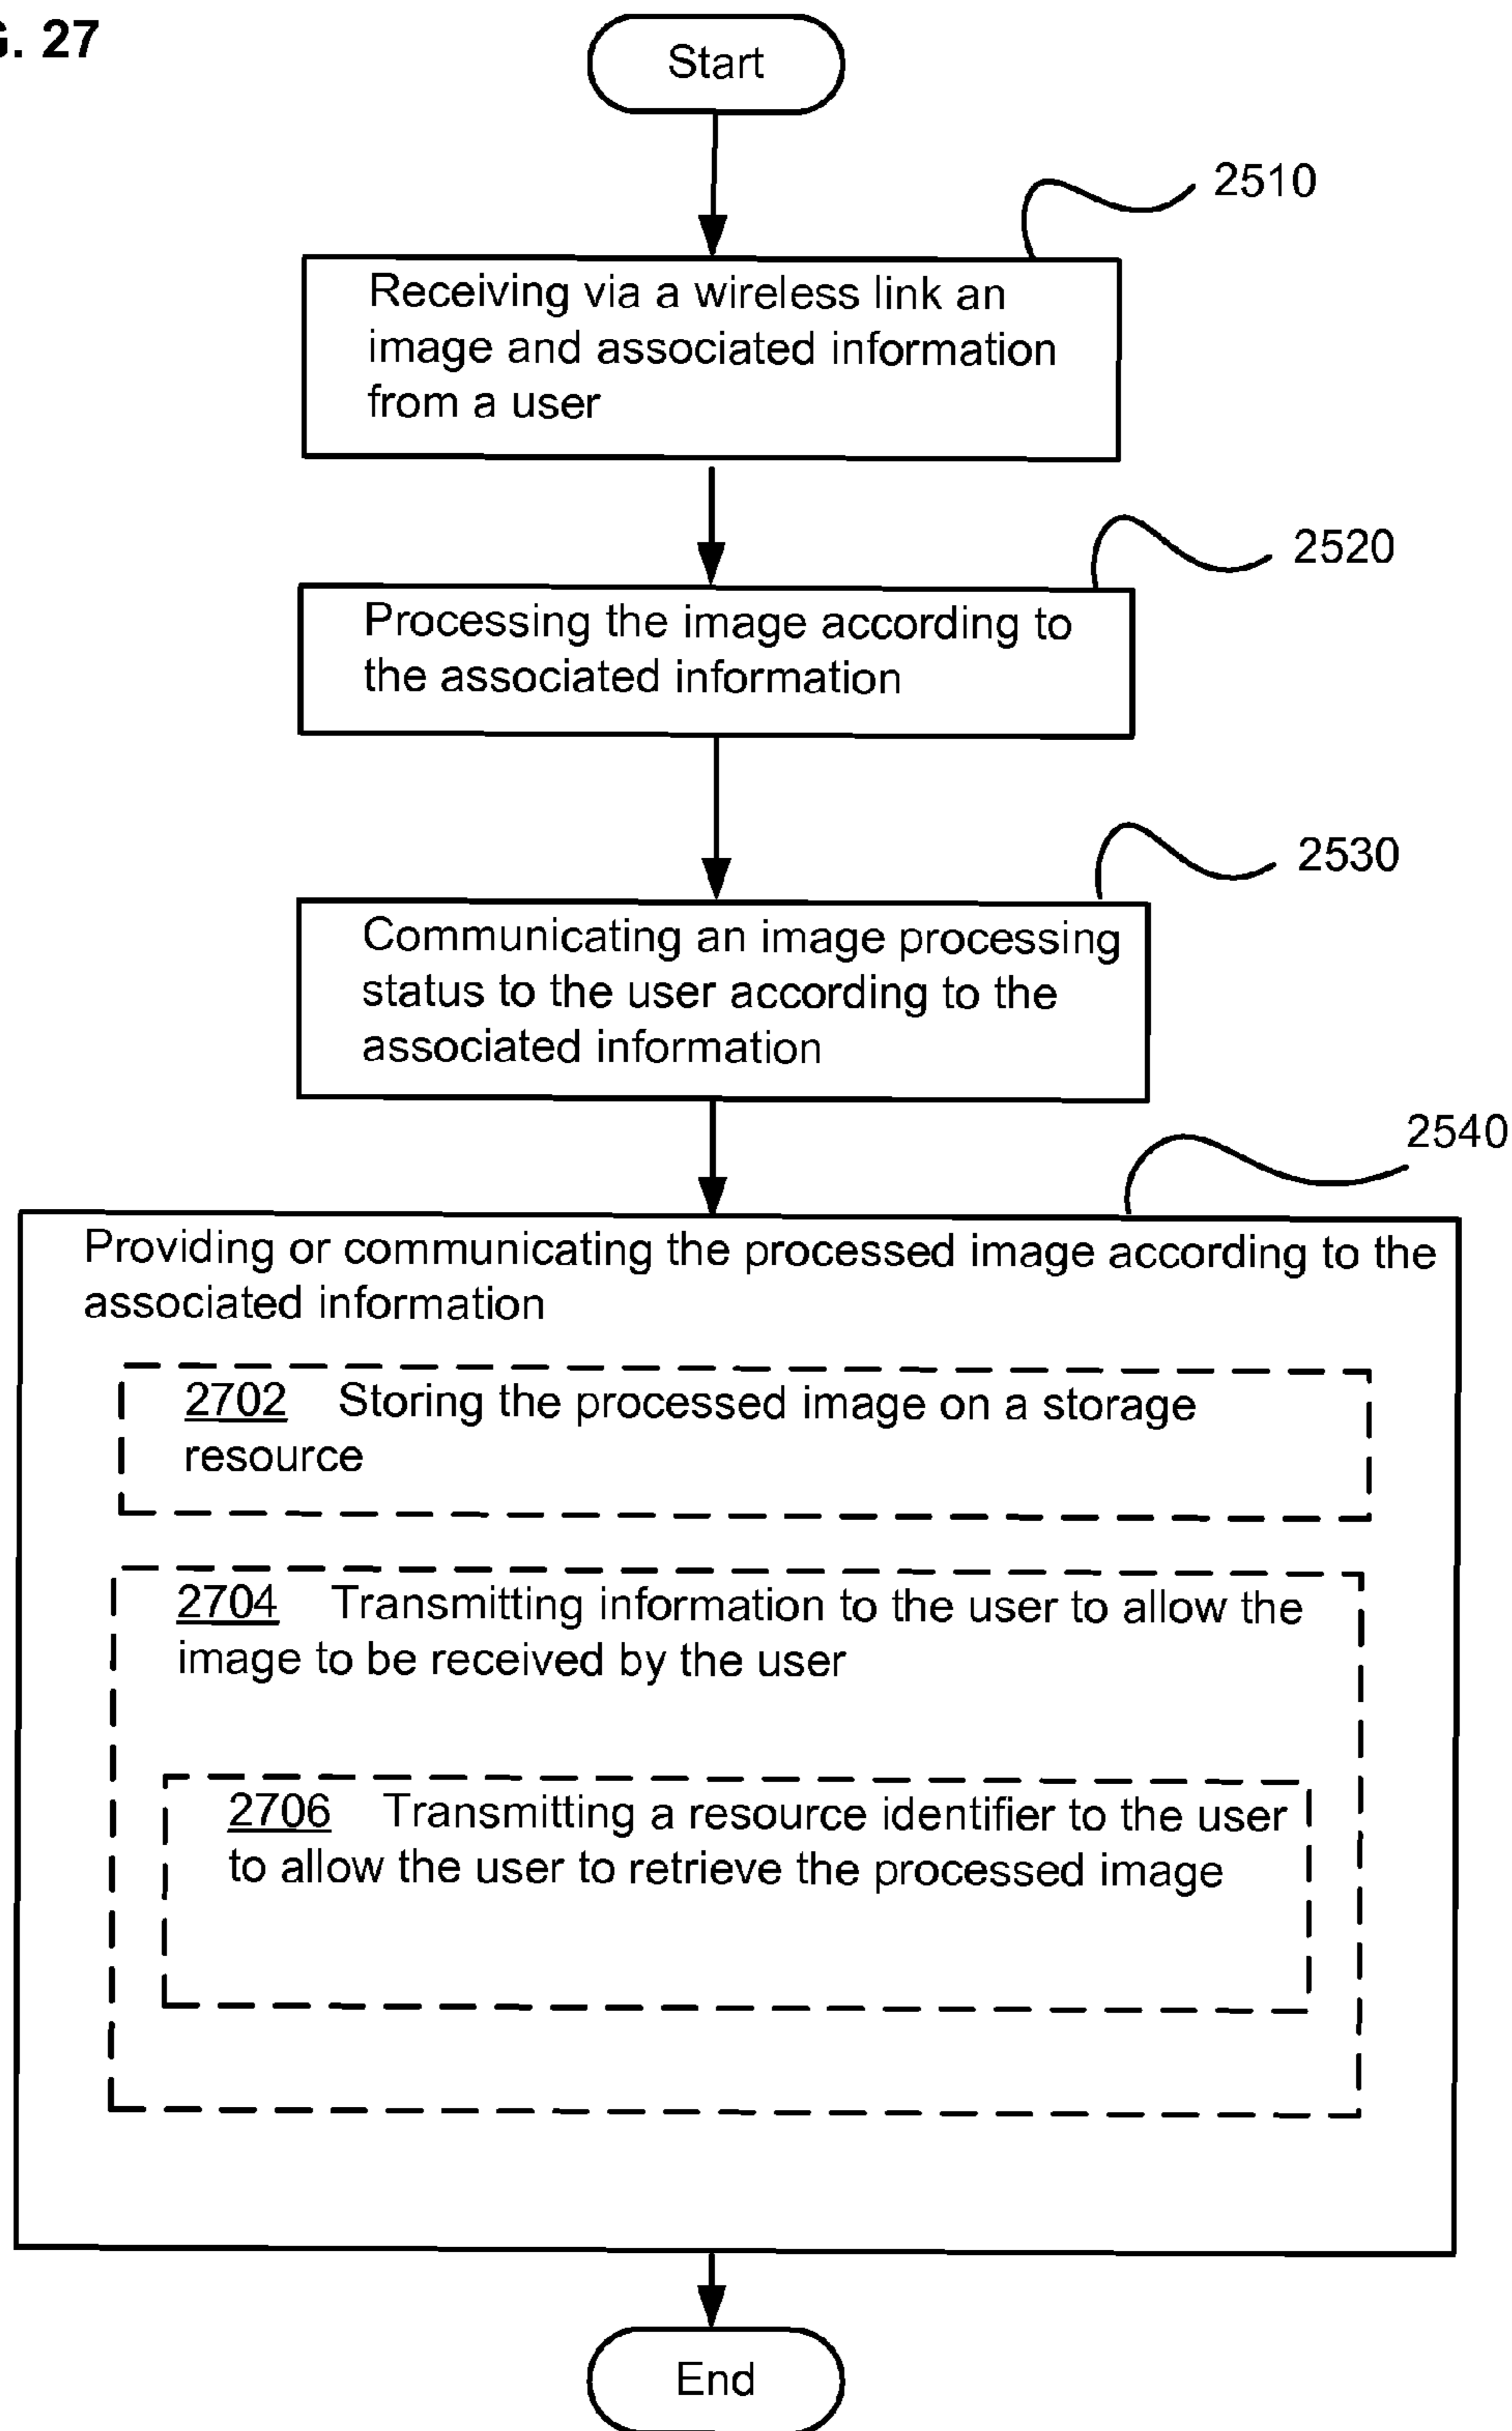 . 27
Start
2510
Receiving via a wireless link an
image and associated information
from a user
2520
Processing the image according to
the associated information
2530
Communicating an image processing
status to the user according to the
associated information
2540
Providing or communicating the processed image according to the
associated information
2702 Storing the processed image on a storage
resource
2704 Transmitting information to the user to allow the
image to be received by the user
2706 Transmitting a resource identifier to the user
to allow the user to retrieve the processed image
End